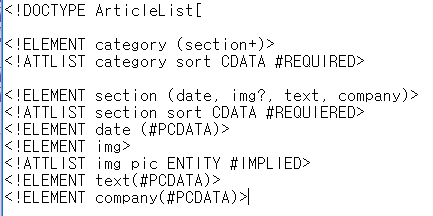 <!DOCTYPE ArticleList[
<!ELEMENT category (section+)>
<!ATTLIST category sort CDATA #REQUIRED>
<!ELEMENT section (date, img?, text, company)>
<!ATTLIST section sort CDATA #REQUIERED>
<!ELEMENT date (#PCDATA)>
<!ELEMENT img>
<!ATTLIST img pic ENTITY #IMPLIED>
<!ELEMENT text(#PCDATA)>
<!ELEMENT company(#PCDATA)>